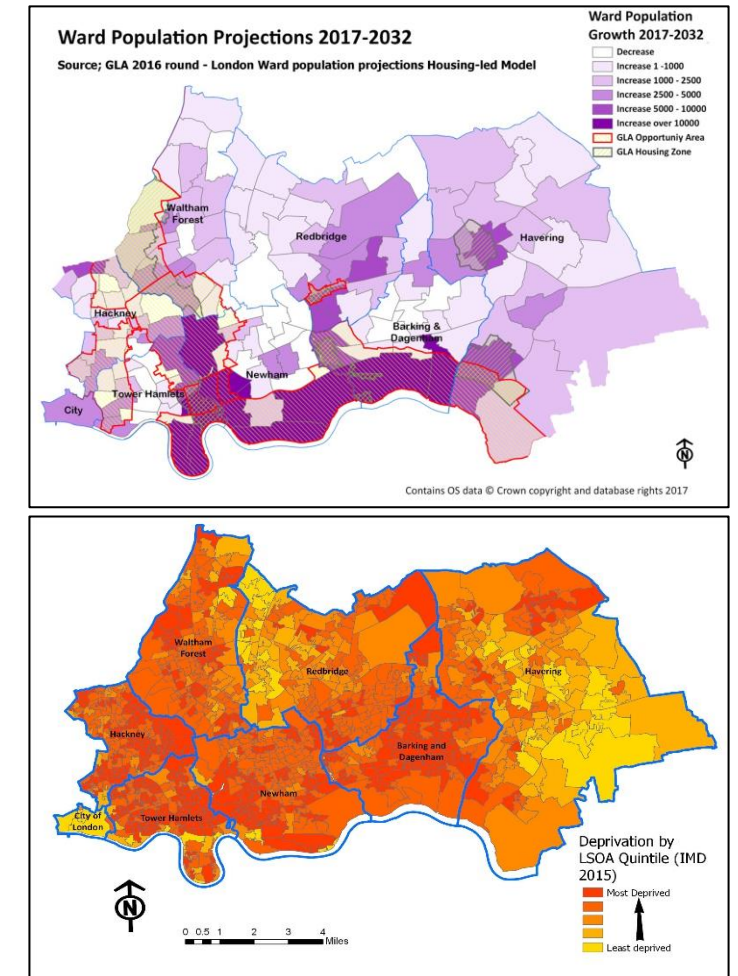 Ward Population Projections 2017-2032
Source; GLA 2016 round - London Ward population projections Housing-led Model
Ward Population
Growth 2017-2032
Decrease
Increase 1 -1000
Increase 1000 - 2500
Increase 2500 - 5000
Increase 5000 - 10000
Increase over 10000
GLA Opportuniy Area
GLA Housing Zone
Waltham
Forest
Redbridge
Havering
Hackney
Barking &
Dagenham
Newham
Tower Hamlets
City
Contains OS data © Crown copyright and database rights 2017
Waltham
Forest
Redbridge
Havering
Hackney
Barking and
Dagenham
Newham
City of
London
Tower Hamlets
Deprivation by
LSOA Quintile (IMD
2015)
Most Deprived
Least deprived
N
0 0.5 1 2 3 4
Miles